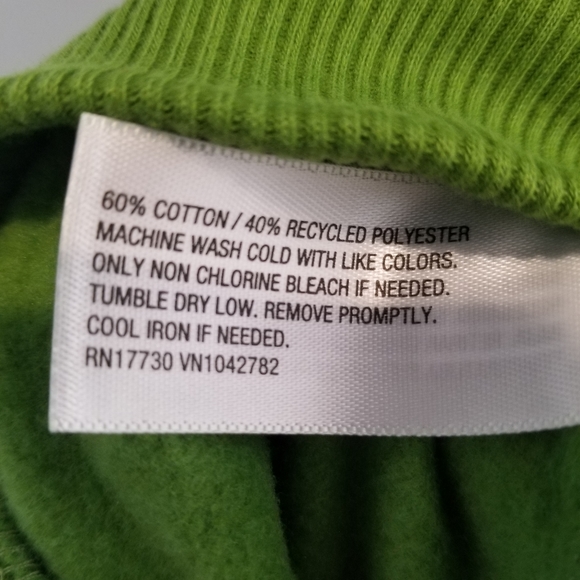 60% COTTON / 40% RECYCLED POLYESTER
MACHINE WASH COLD WITH LIKE COLORS.
ONLY NON CHLORINE BLEACH IF NEEDED.
TUMBLE DRY LOW. REMOVE PROMPTLY.
COOL IRON IF NEEDED.
RN17730 VN1042782